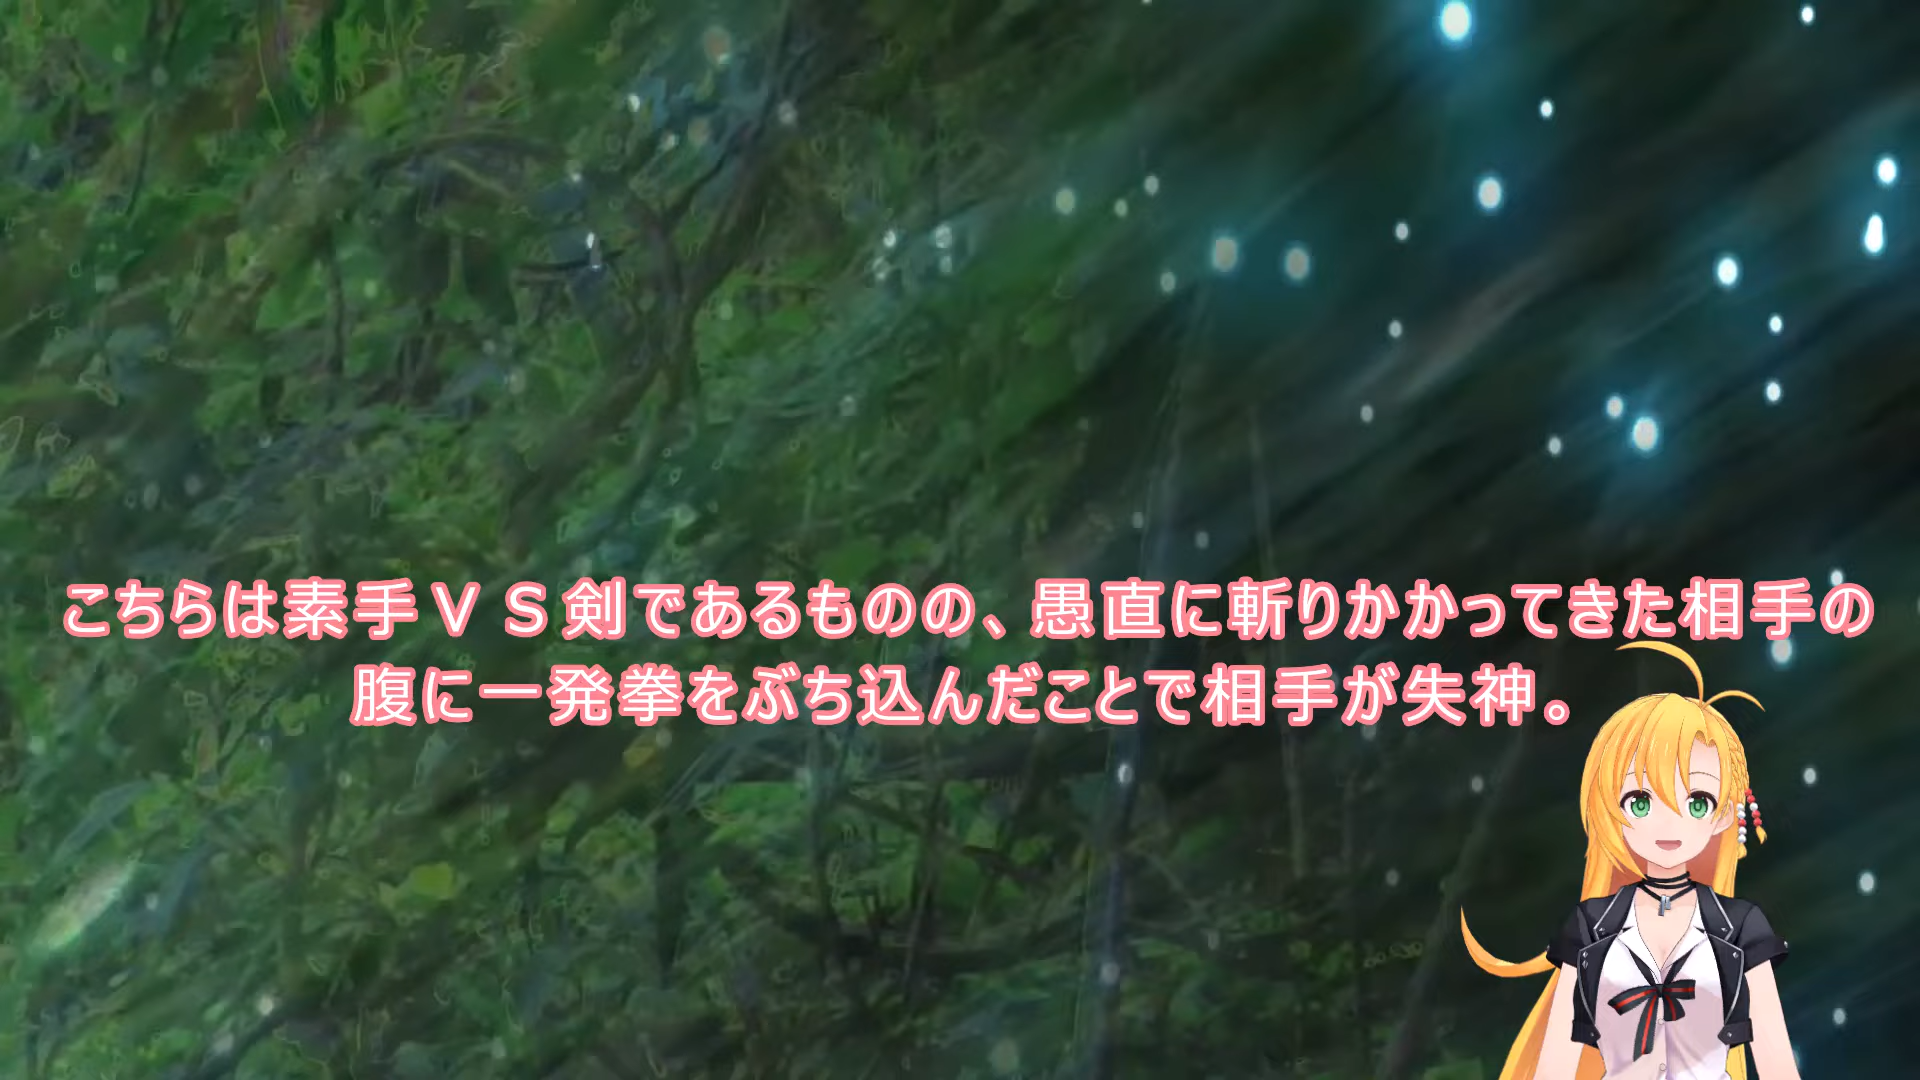 こちらは素手ＶＳ剣であるものの、愚直に斬りかかってきた相手の
腹に一発拳をぶち込んだことで相手が失神。